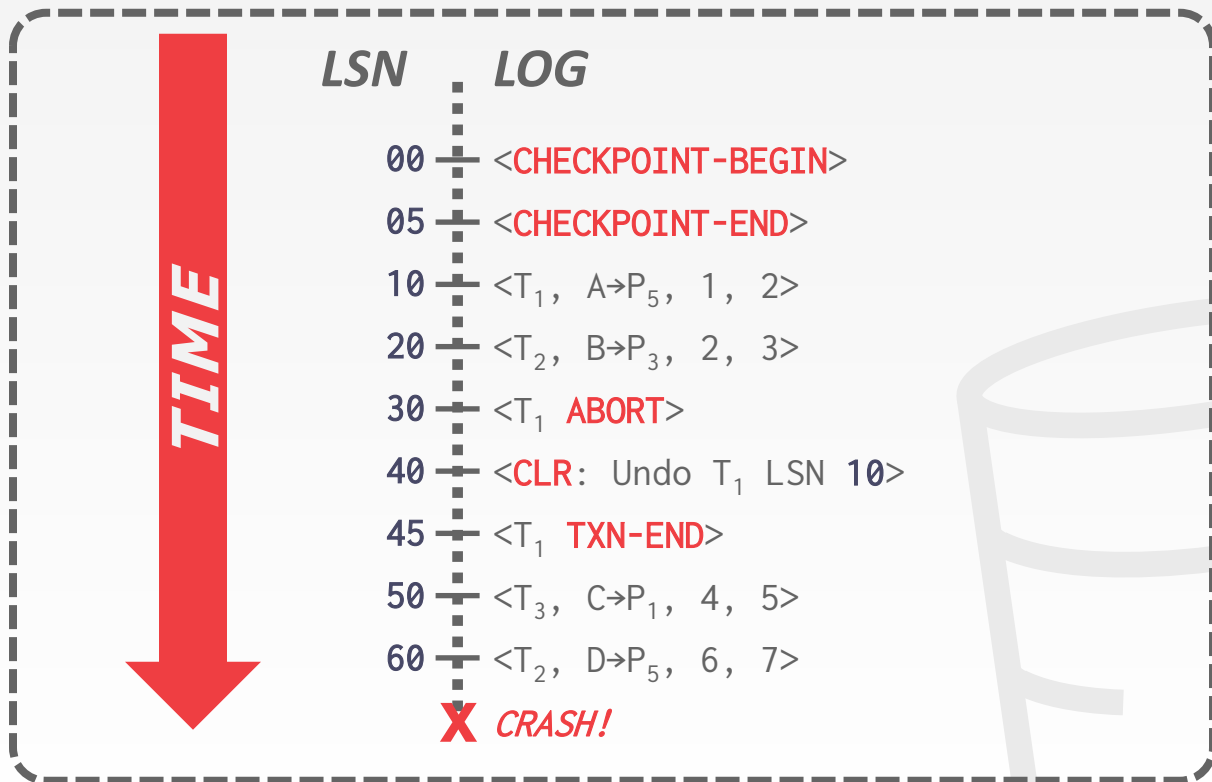 TIME
LSN LOG
00 <CHECKPOINT-BEGIN>
05 <CHECKPOINT-END>
10 <T₁, A→P₅, 1, 2>
20 <T₂, B→P₃, 2, 3>
30 <T₁ ABORT>
40 <CLR: Undo T₁ LSN 10>
45 <T₁ TXN-END>
50 <T₃, C→P₁, 4, 5>
60 <T₂, D→P₅, 6, 7>
X CRASH!